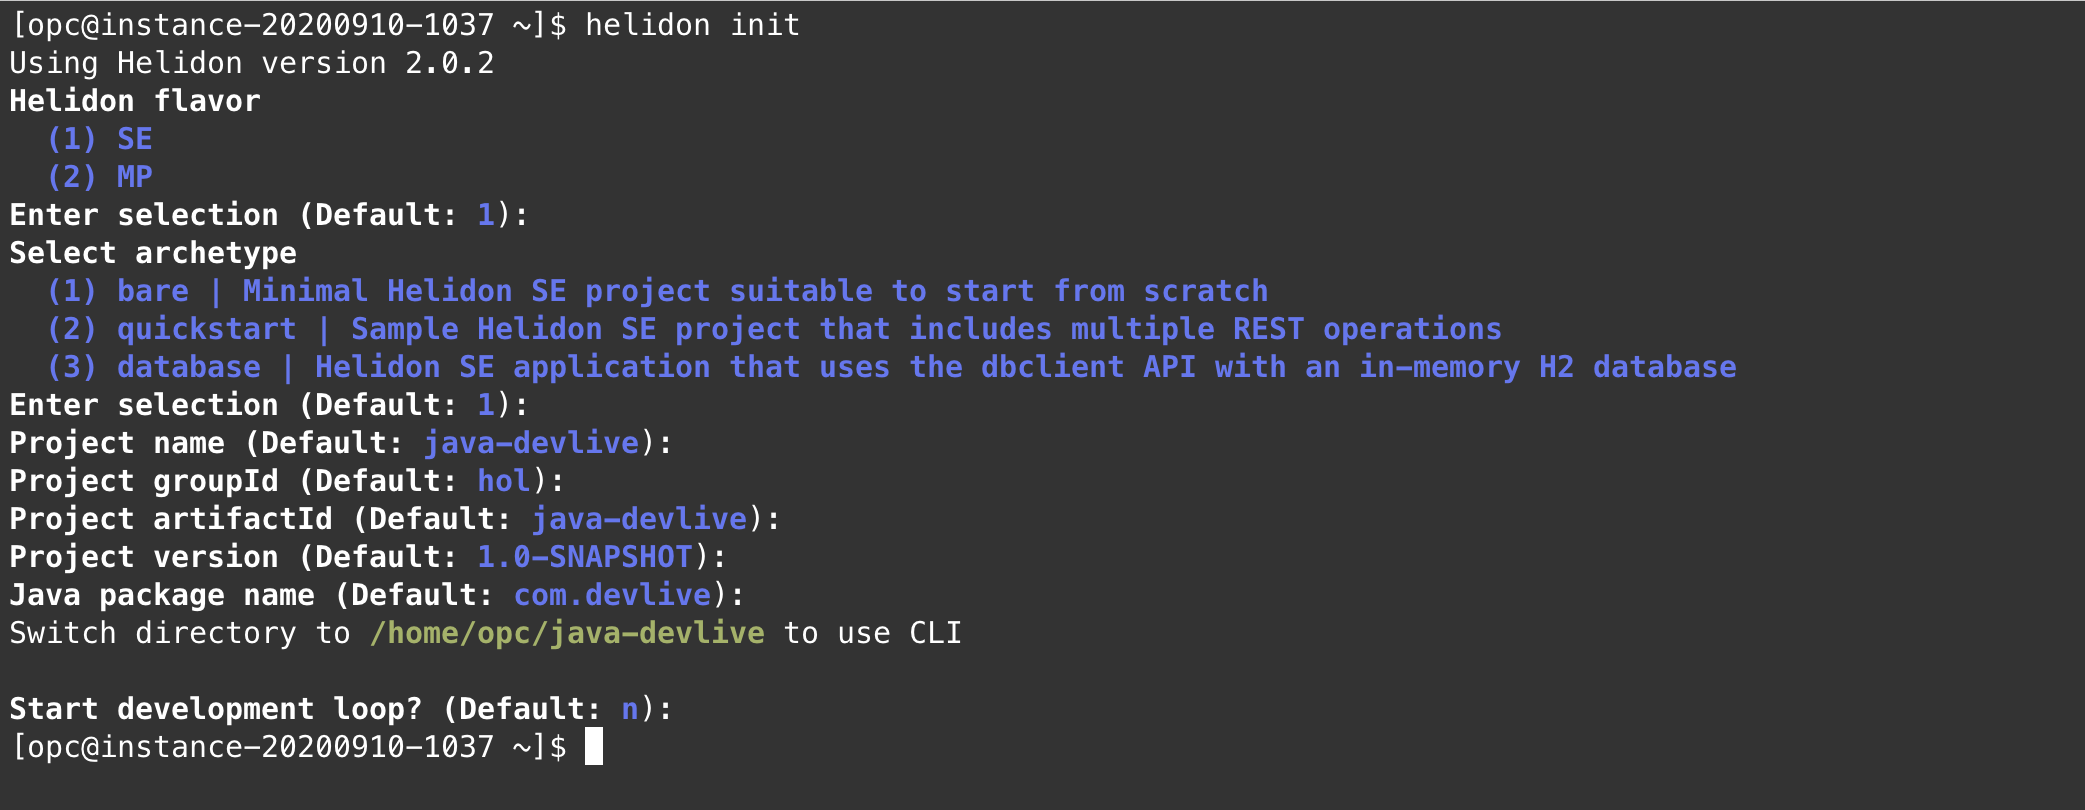 [opc@instance-20200910-1037 ~]$ helidon init
Using Helidon version 2.0.2
Helidon flavor
  (1) SE
  (2) MP
Enter selection (Default: 1):
Select archetype
  (1) bare | Minimal Helidon SE project suitable to start from scratch
  (2) quickstart | Sample Helidon SE project that includes multiple REST operations
  (3) database | Helidon SE application that uses the dbclient API with an in-memory H2 database
Enter selection (Default: 1):
Project name (Default: java-devlive):
Project groupId (Default: hol):
Project artifactId (Default: java-devlive):
Project version (Default: 1.0-SNAPSHOT):
Java package name (Default: com.devlive):
Switch directory to /home/opc/java-devlive to use CLI

Start development loop? (Default: n):
[opc@instance-20200910-1037 ~]$